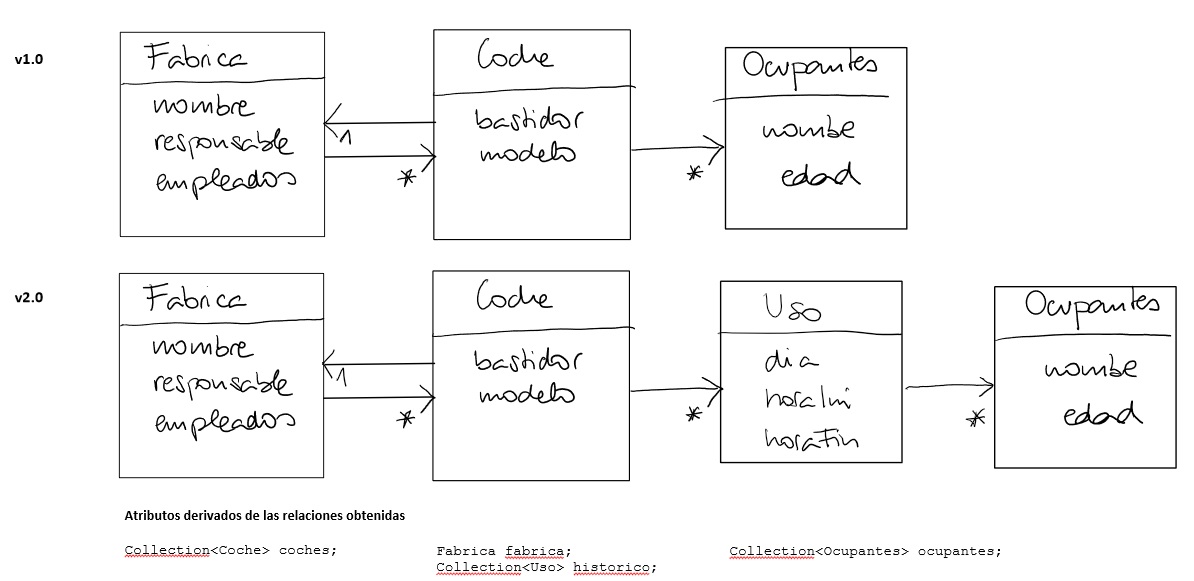 v1.0
Fabrica
nombre
responsable
empleados
1
*
Coche
bastidor
modelo
*
Ocupantes
nombe
edad
v2.0
Fabrica
nombre
responsable
empleados
1
*
Coche
bastidor
modelo
*
Uso
dia
horaIni
horaFin
*
Ocupantes
nombe
edad
Atributos derivados de las relaciones obtenidas
Collection<Coche> coches;
Fabrica fabrica;
Collection<Uso> historico;
Collection<Ocupantes> ocupantes;